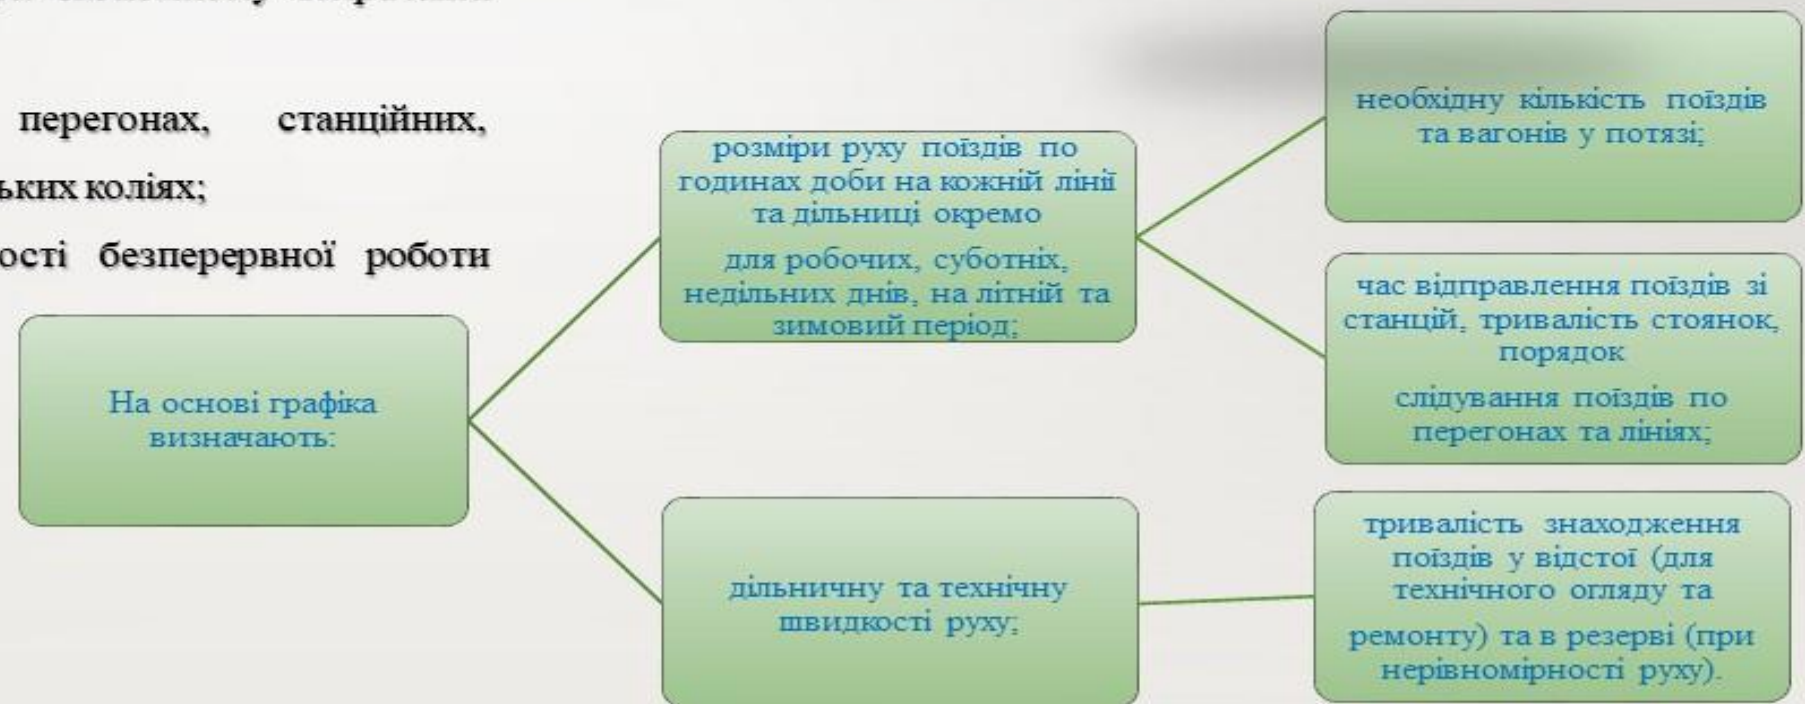 перегонах, станційних,
коліях;
безперервної роботи
На основі графіка
визначають:
розміри руху поїздів по
годинах доби на кожній лінії
та дільниці окремо
для робочих, суботніх,
недільних днів, на літній та
зимовий період;
дільничну та технічну
швидкості руху;
необхідну кількість поїздів
та вагонів у потязі;
час відправлення поїздів зі
станцій, тривалість стоянок,
порядок
слідування поїздів по
перегонах та лініях;
тривалість знаходження
поїздів у відстої (для
технічного огляду та
ремонту) та в резерві (при
нерівномірності руху).